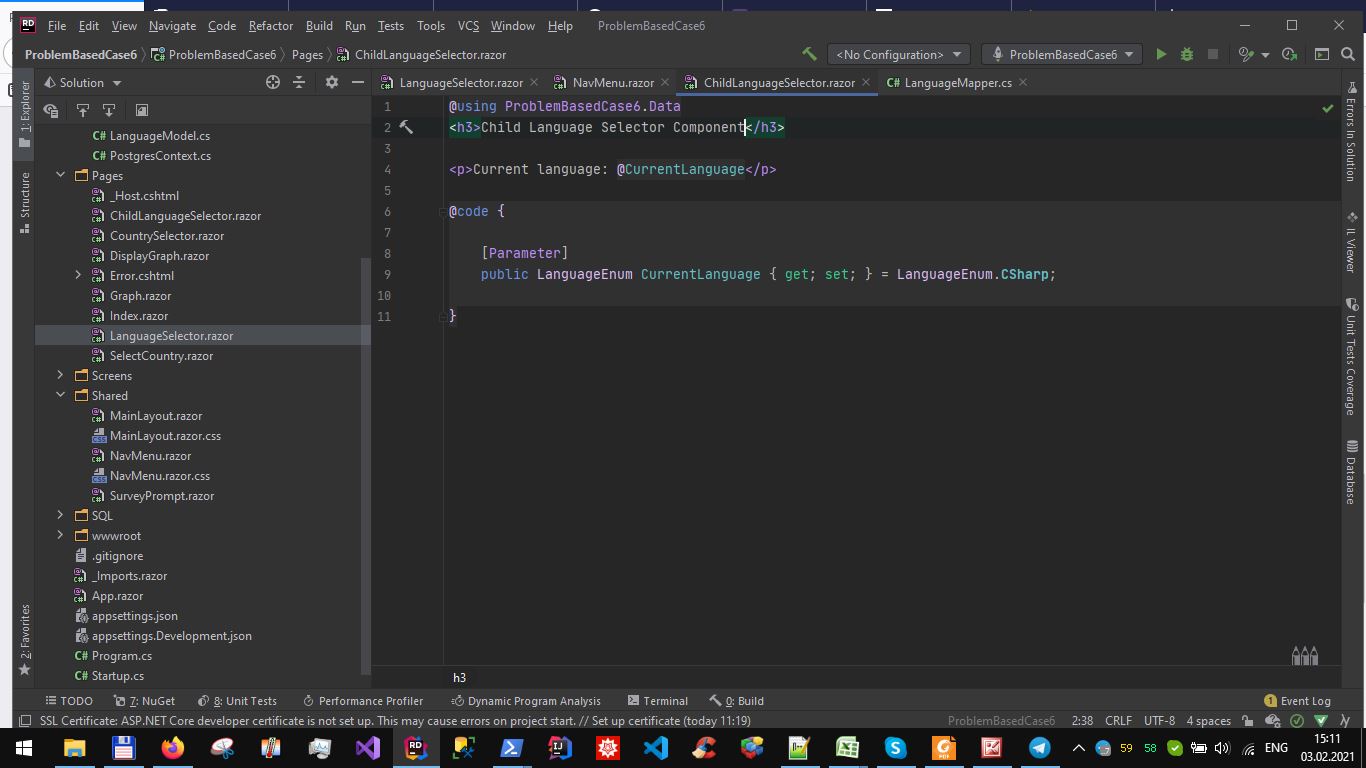 File Edit View Navigate Code Refactor Build Run Tests Tools VCS Window Help ProblemBasedCase6
ProblemBasedCase6 ProblemBasedCase6 Pages ChildLanguageSelector.razor <No Configuration> ProblemBasedCase6
Solution
LanguageSelector.razor NavMenu.razor ChildLanguageSelector.razor LanguageMapper.cs
1: Explorer
Structure
2: Favorites
LanguageModel.cs
PostgresContext.cs
Pages
_Host.cshtml
ChildLanguageSelector.razor
CountrySelector.razor
DisplayGraph.razor
Error.cshtml
Graph.razor
Index.razor
LanguageSelector.razor
SelectCountry.razor
Screens
Shared
MainLayout.razor
MainLayout.razor.css
NavMenu.razor
NavMenu.razor.css
SurveyPrompt.razor
SQL
wwwroot
.gitignore
_Imports.razor
App.razor
appsettings.json
appsettings.Development.json
Program.cs
Startup.cs
1 @using ProblemBasedCase6.Data
2 <h3>Child Language Selector Component</h3>
3
4 <p>Current language: @CurrentLanguage</p>
5
6 @code {
7
8 [Parameter]
9 public LanguageEnum CurrentLanguage { get; set; } = LanguageEnum.CSharp;
10
11 }
h3
Errors In Solution
IL Viewer
Unit Tests Coverage
Database
TODO 7: NuGet 8: Unit Tests Performance Profiler Dynamic Program Analysis Terminal 0: Build 1 Event Log
SSL Certificate: ASP.NET Core developer certificate is not set up. This may cause errors on project start. // Set up certificate (today 11:19) ProblemBasedCase6 2:38 CRLF UTF-8 4 spaces
59 58 ENG 15:11
03.02.2021